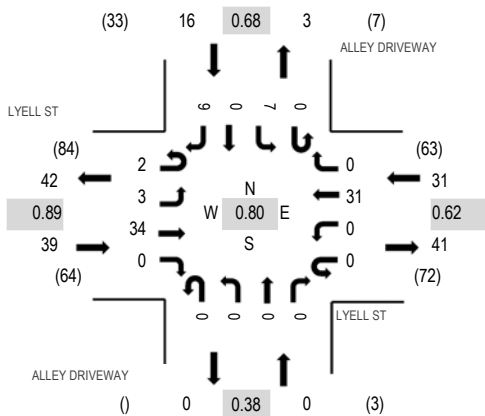 (33) 16 0.68 3 (7)
ALLEY DRIVEWAY
9 0 7 0
LYELL ST
(84) 2 0 (63)
42 3 N 31 31
0.89 W 0.80 E 0.62
39 34 S 0 41
(64) 0 0 (72)
0 0 0 0
LYELL ST
ALLEY DRIVEWAY
() 0 0.38 0 (3)